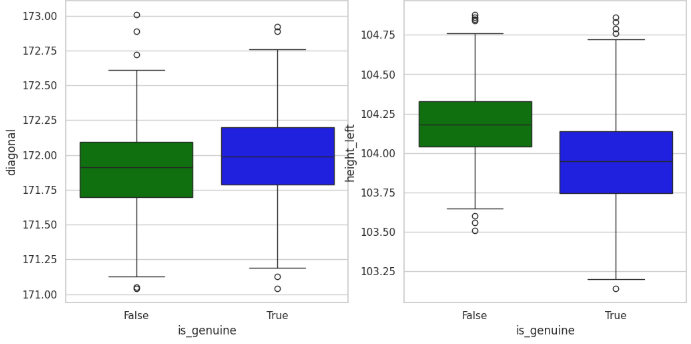 173.00
172.75
172.50
172.25
172.00
171.75
171.50
171.25
171.00
diagonal
False
True
is_genuine
104.75
104.50
104.25
104.00
103.75
103.50
103.25
height_left
False
True
is_genuine